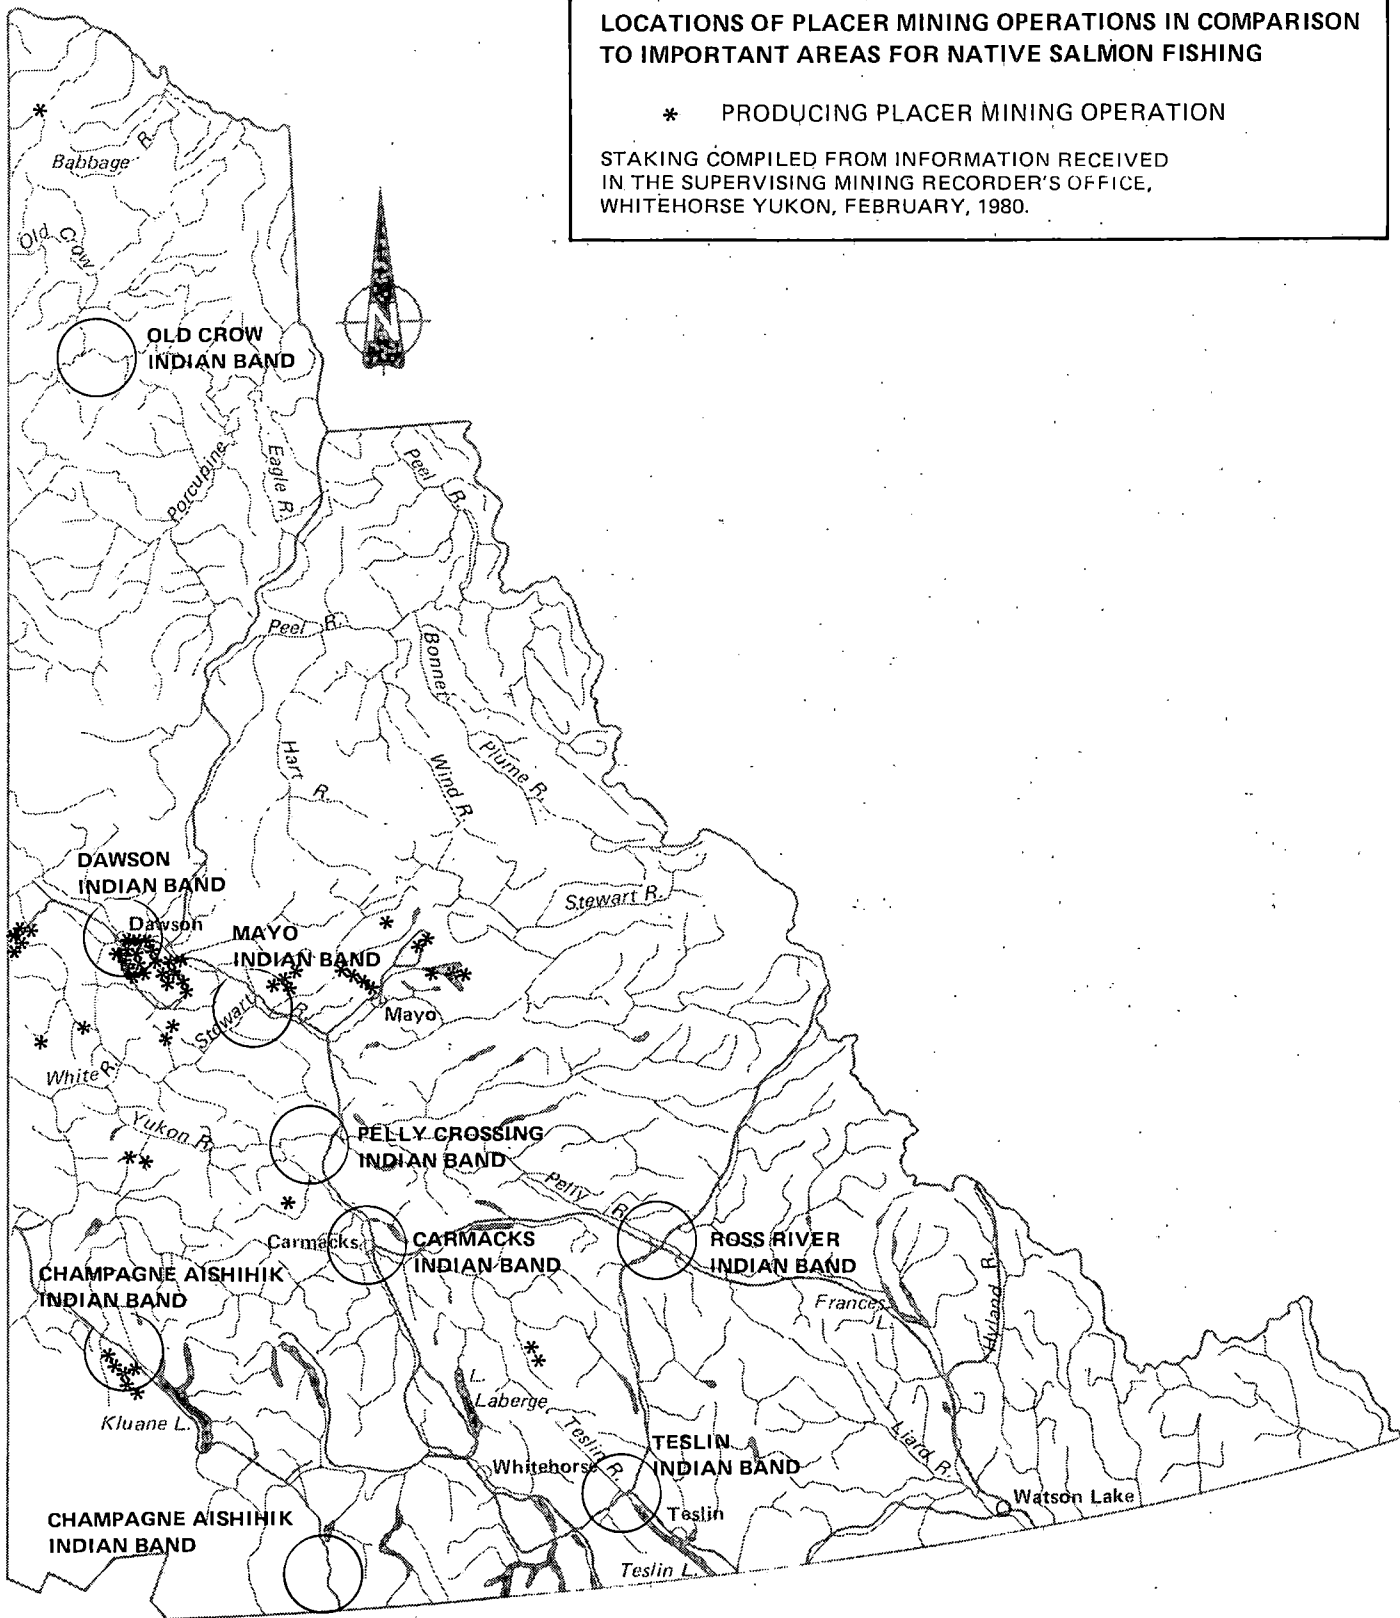 LOCATIONS OF PLACER MINING OPERATIONS IN COMPARISON
TO IMPORTANT AREAS FOR NATIVE SALMON FISHING
* PRODUCING PLACER MINING OPERATION
STAKING COMPILED FROM INFORMATION RECEIVED
IN THE SUPERVISING MINING RECORDER'S OFFICE,
WHITEHORSE YUKON, FEBRUARY, 1980.
Babbage R.
Old Crow
N
OLD CROW
INDIAN BAND
Porcupine
Eagle R.
Peel R.
Peel R.
Bonnet
Plume R.
Hart R.
Wind R.
DAWSON
INDIAN BAND
Dawson
Stewart R.
MAYO
INDIAN BAND
Mayo
Stewart R.
White R.
Yukon R.
PELLY CROSSING
INDIAN BAND
Pelly R.
Carmacks
CARMACKS
INDIAN BAND
ROSS RIVER
INDIAN BAND
CHAMPAGNE AISHIHIK
INDIAN BAND
Frances
L.
Hyland R.
Kluane L.
L.
Laberge
Teslin R.
Liard R.
TESLIN
INDIAN BAND
Whitehorse
Teslin
Watson Lake
CHAMPAGNE AISHIHIK
INDIAN BAND
Teslin L.